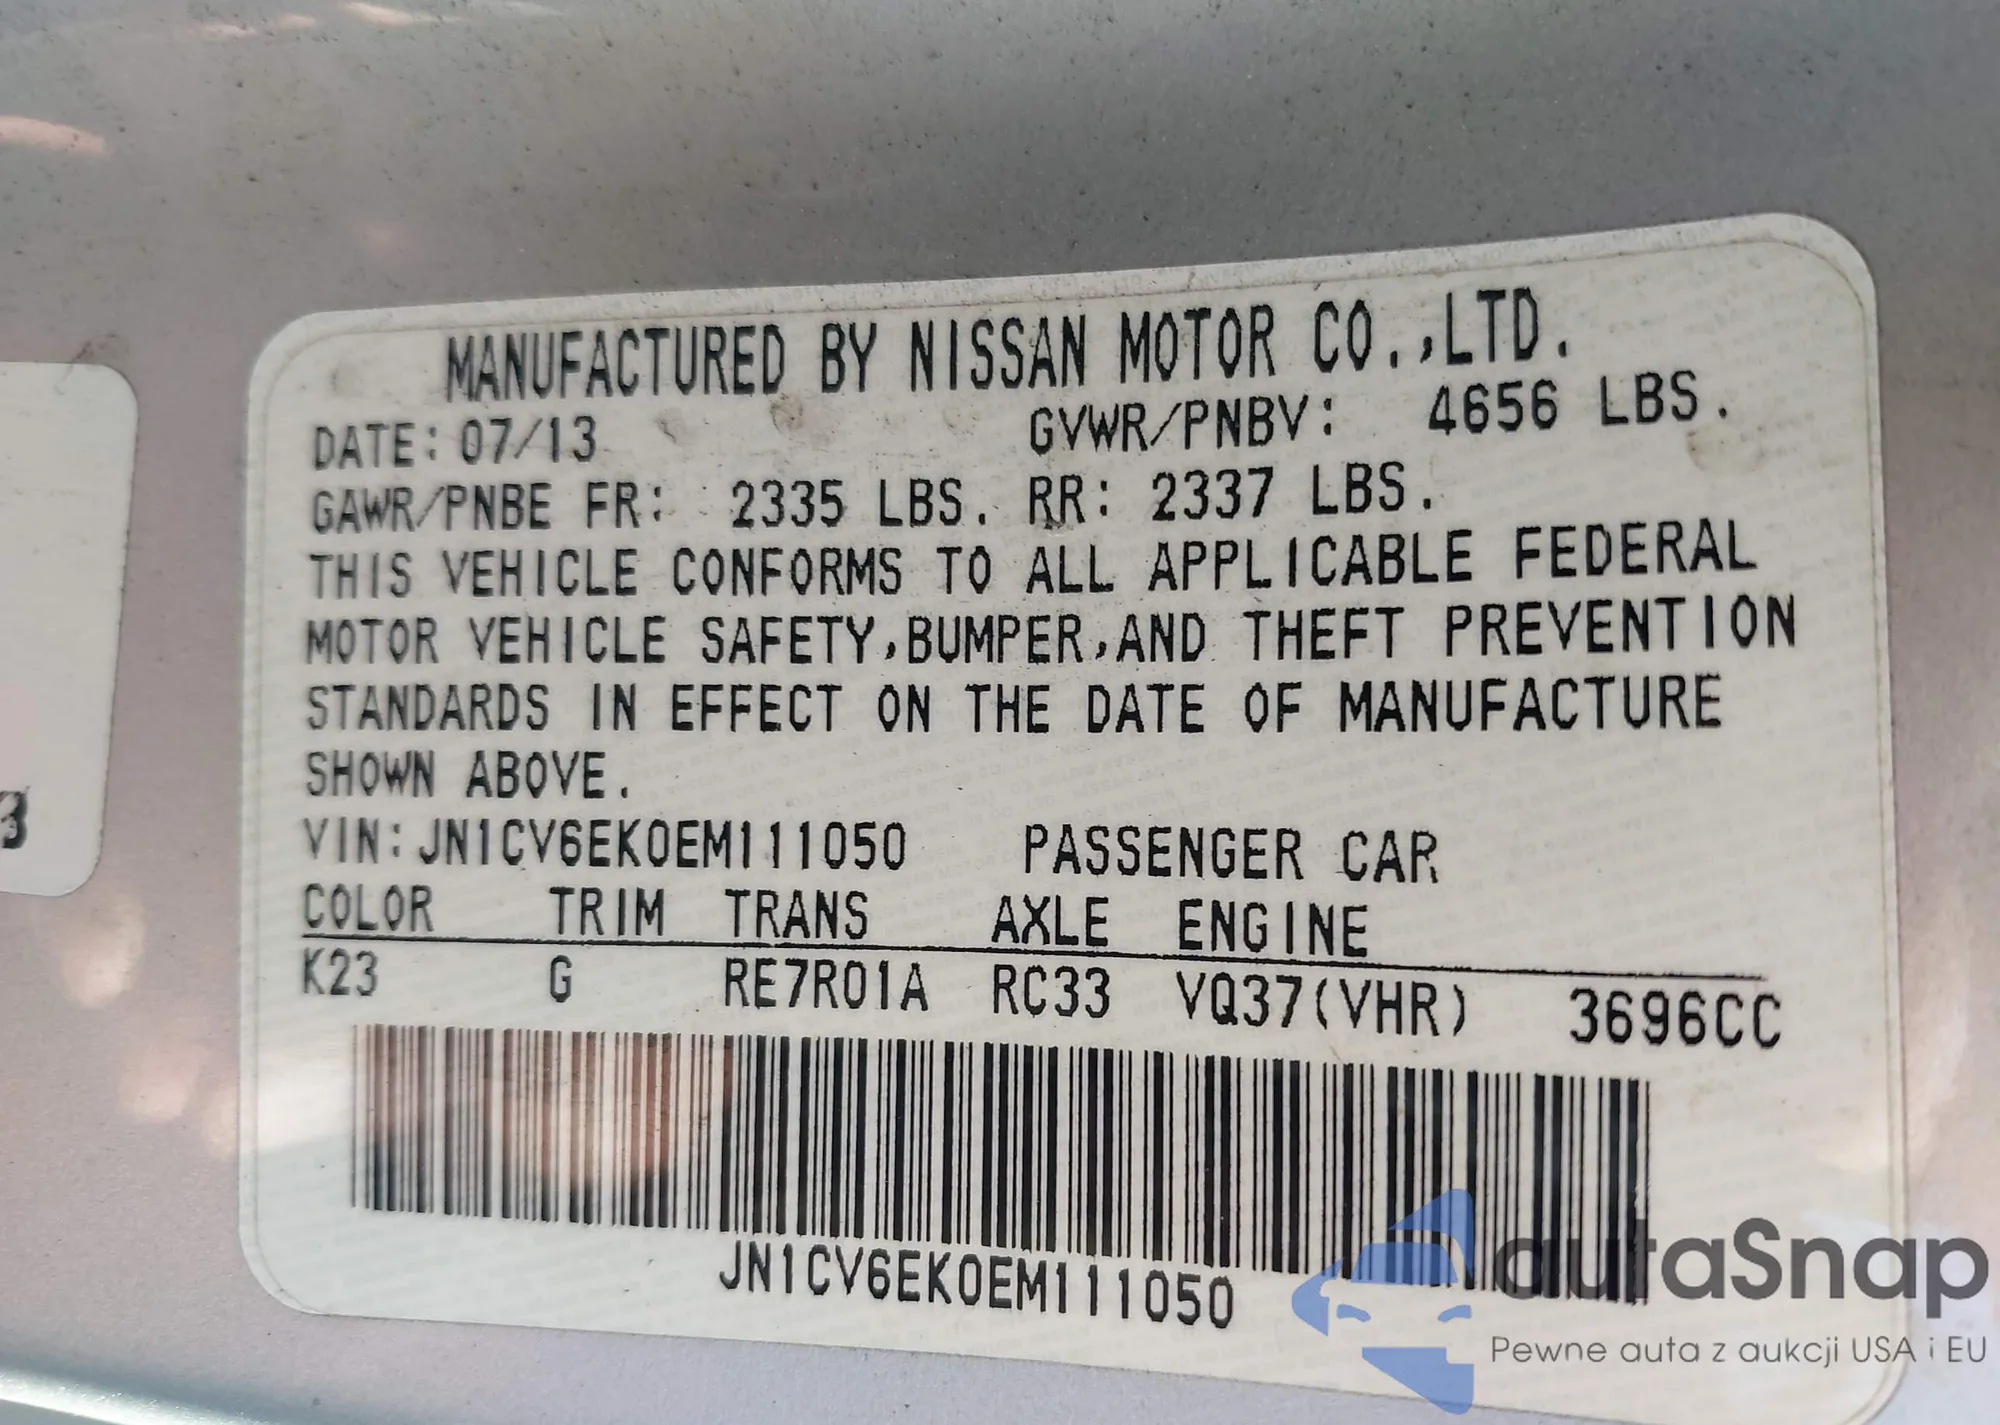 MANUFACTURED BY NISSAN MOTOR CO.,LTD.
DATE: 07/13 GVWR/PNBV: 4656 LBS.
GAWR/PNBE FR: 2335 LBS. RR: 2337 LBS.
THIS VEHICLE CONFORMS TO ALL APPLICABLE FEDERAL
MOTOR VEHICLE SAFETY,BUMPER,AND THEFT PREVENTION
STANDARDS IN EFFECT ON THE DATE OF MANUFACTURE
SHOWN ABOVE.
VIN:JN1CV6EK0EM111050 PASSENGER CAR
COLOR TRIM TRANS AXLE ENGINE
K23 G RE7R01A RC33 VQ37(VHR) 3696CC
JN1CV6EK0EM111050
autaSnap
Pewne auta z aukcji USA i EU